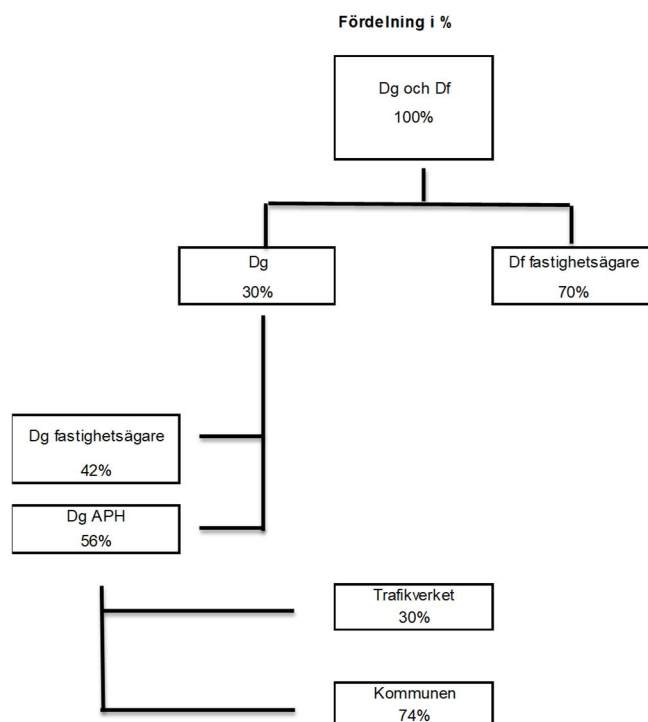 Fördelning i %
Dg och Df
100%
Dg
30%
Df fastighetsägare
70%
Dg fastighetsägare
42%
Dg APH
56%
Trafikverket
30%
Kommunen
74%